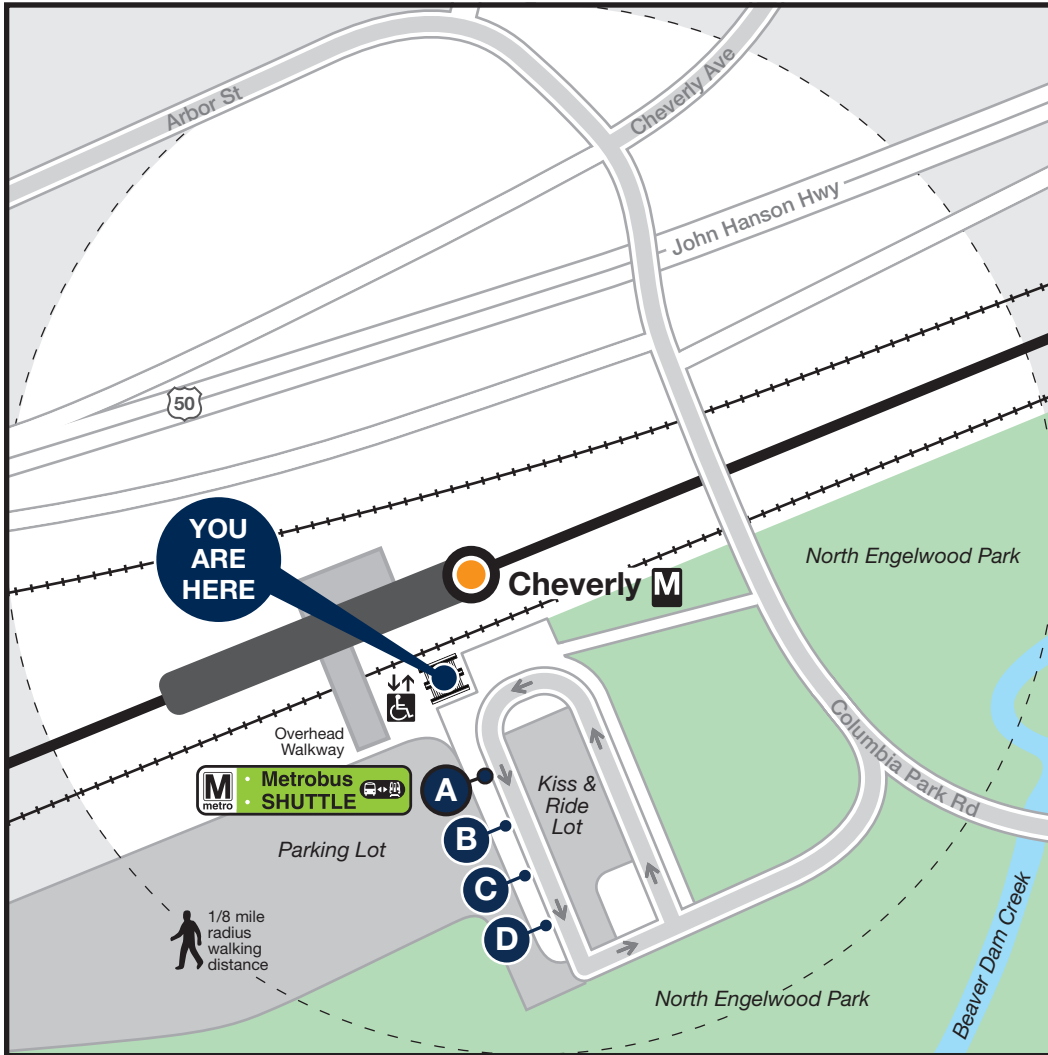 Arbor St
Cheverly Ave
John Hanson Hwy
50
YOU
ARE
HERE
Cheverly M
North Engelwood Park
Overhead
Walkway
M
metro
· Metrobus
· SHUTTLE
A
B
C
D
Kiss &
Ride
Lot
Columbia Park Rd
Parking Lot
1/8 mile
radius
walking
distance
North Engelwood Park
Beaver Dam Creek